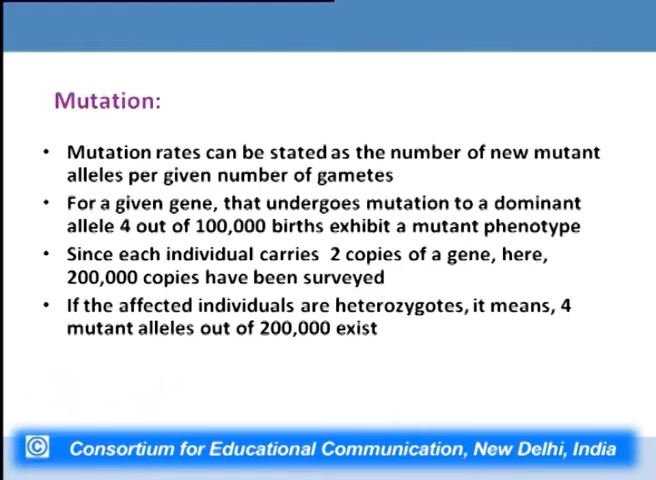 Mutation:
• Mutation rates can be stated as the number of new mutant
alleles per given number of gametes
• For a given gene, that undergoes mutation to a dominant
allele 4 out of 100,000 births exhibit a mutant phenotype
• Since each individual carries  2 copies of a gene, here,
200,000 copies have been surveyed
• If the affected individuals are heterozygotes, it means, 4
mutant alleles out of 200,000 exist
© Consortium for Educational Communication, New Delhi, India